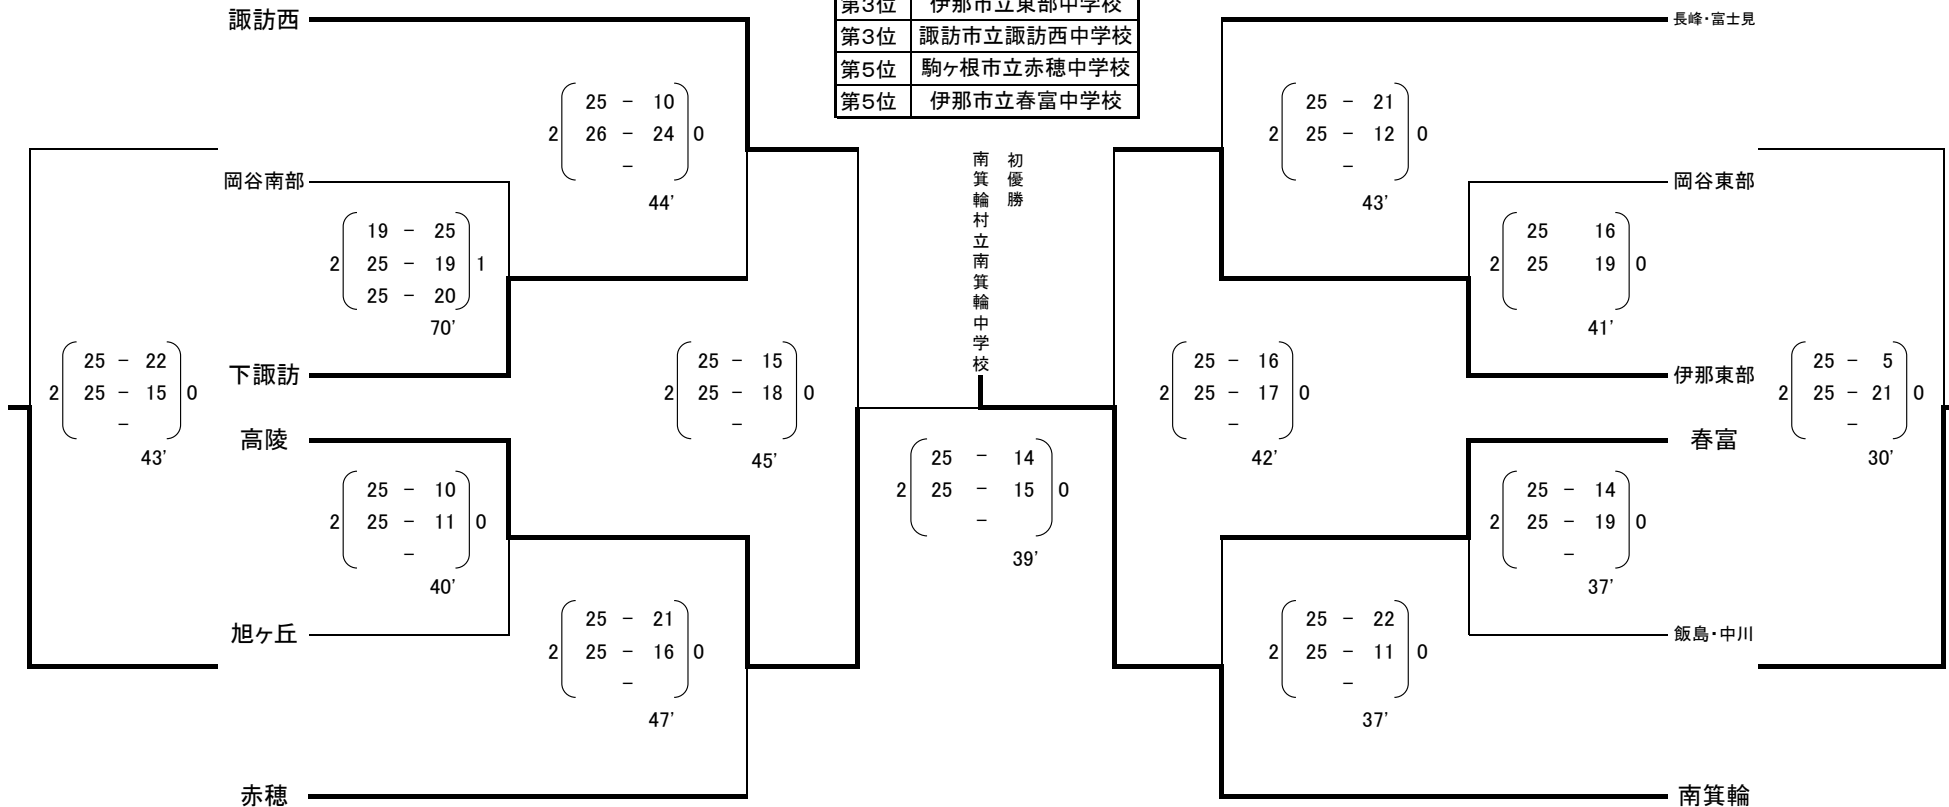 第3位 伊那市立東部中学校
第3位 諏訪市立諏訪西中学校
第5位 駒ヶ根市立赤穂中学校
第5位 伊那市立春富中学校
諏訪西
25 － 10
2 26 － 24 0
－
44'
岡谷南部
19 － 25
2 25 － 19 1
25 － 20
70'
下諏訪
25 － 22
2 25 － 15 0
－
43'
高陵
25 － 10
2 25 － 11 0
－
40'
旭ヶ丘
25 － 21
2 25 － 16 0
－
47'
赤穂
25 － 15
2 25 － 18 0
－
45'
初優勝
南箕輪村立南箕輪中学校
25 － 14
2 25 － 15 0
－
39'
長峰・富士見
25 － 21
2 25 － 12 0
－
43'
岡谷東部
25 16
2 25 19 0
41'
伊那東部
25 － 16
2 25 － 17 0
－
42'
春富
25 － 14
2 25 － 19 0
－
37'
飯島・中川
25 － 22
2 25 － 11 0
－
37'
南箕輪
25 － 5
2 25 － 21 0
－
30'